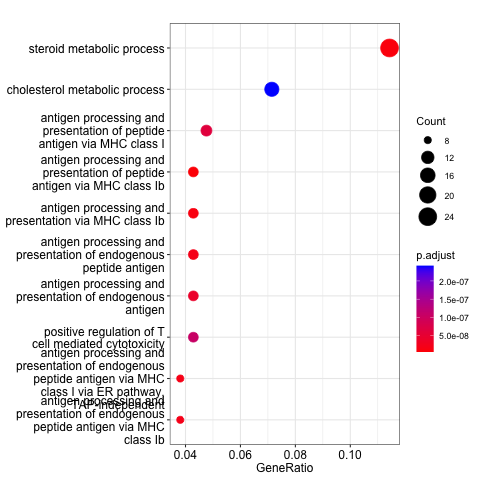 steroid metabolic process
cholesterol metabolic process
antigen processing and
presentation of peptide
antigen via MHC class I
antigen processing and
presentation of peptide
antigen via MHC class Ib
antigen processing and
presentation via MHC class Ib
antigen processing and
presentation of endogenous
peptide antigen
antigen processing and
presentation of endogenous
antigen
positive regulation of T
cell mediated cytotoxicity
antigen processing and
presentation of endogenous
peptide antigen via MHC
class I via ER pathway,
TAP-independent
antigen processing and
presentation of endogenous
peptide antigen via MHC
class Ib
0.04 0.06 0.08 0.10
GeneRatio
Count
8
12
16
20
24
p.adjust
2.0e-07
1.5e-07
1.0e-07
5.0e-08